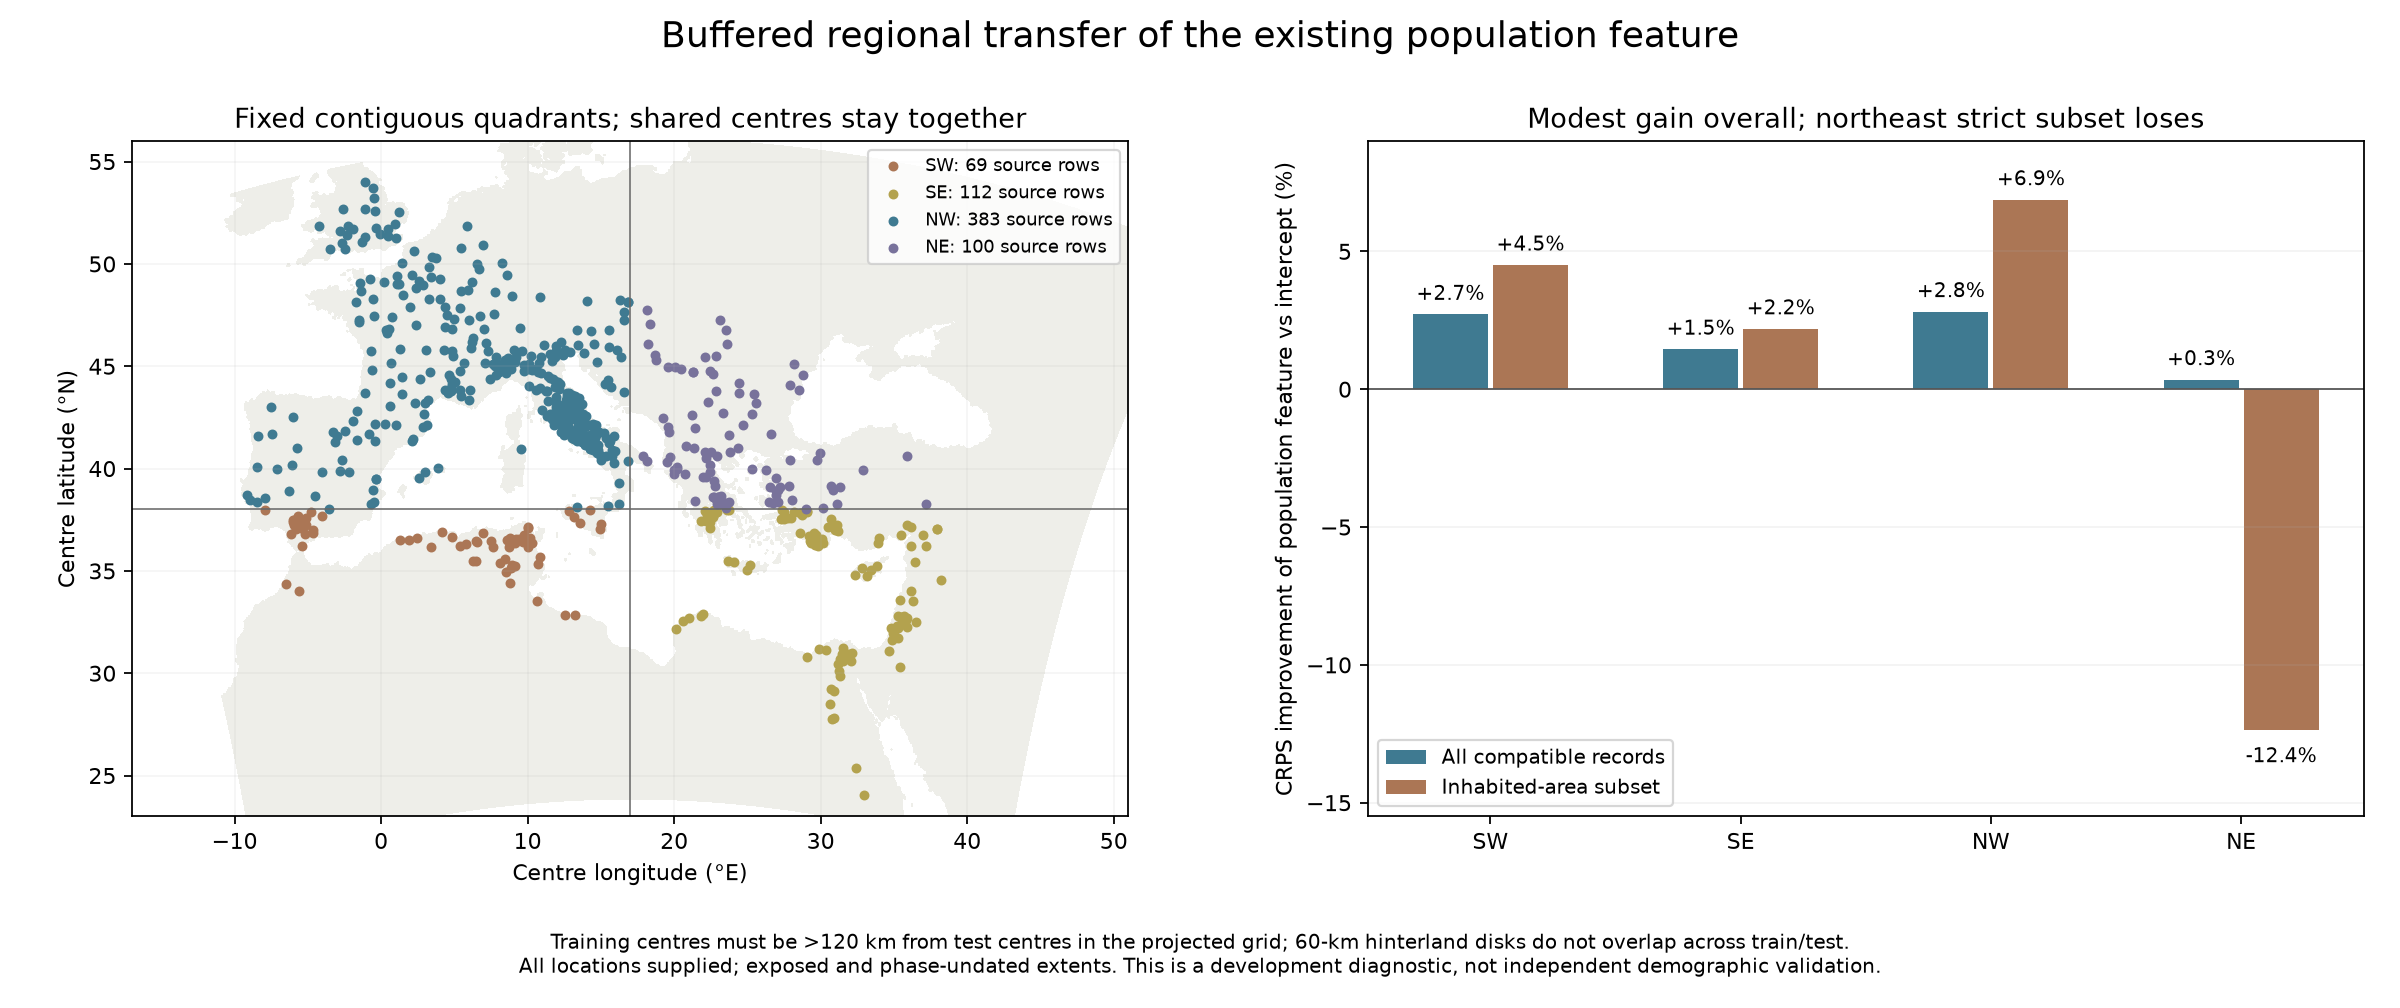 Buffered regional transfer of the existing population feature
Fixed contiguous quadrants; shared centres stay together
SW: 69 source rows
SE: 112 source rows
NW: 383 source rows
NE: 100 source rows
55
50
45
40
35
30
25
Centre latitude (°N)
−10
0
10
20
30
40
50
Centre longitude (°E)
Modest gain overall; northeast strict subset loses
CRPS improvement of population feature vs intercept (%)
5
0
−5
−10
−15
+2.7%
+4.5%
+1.5%
+2.2%
+2.8%
+6.9%
+0.3%
-12.4%
All compatible records
Inhabited-area subset
SW
SE
NW
NE
Training centres must be >120 km from test centres in the projected grid; 60-km hinterland disks do not overlap across train/test.
All locations supplied; exposed and phase-undated extents. This is a development diagnostic, not independent demographic validation.